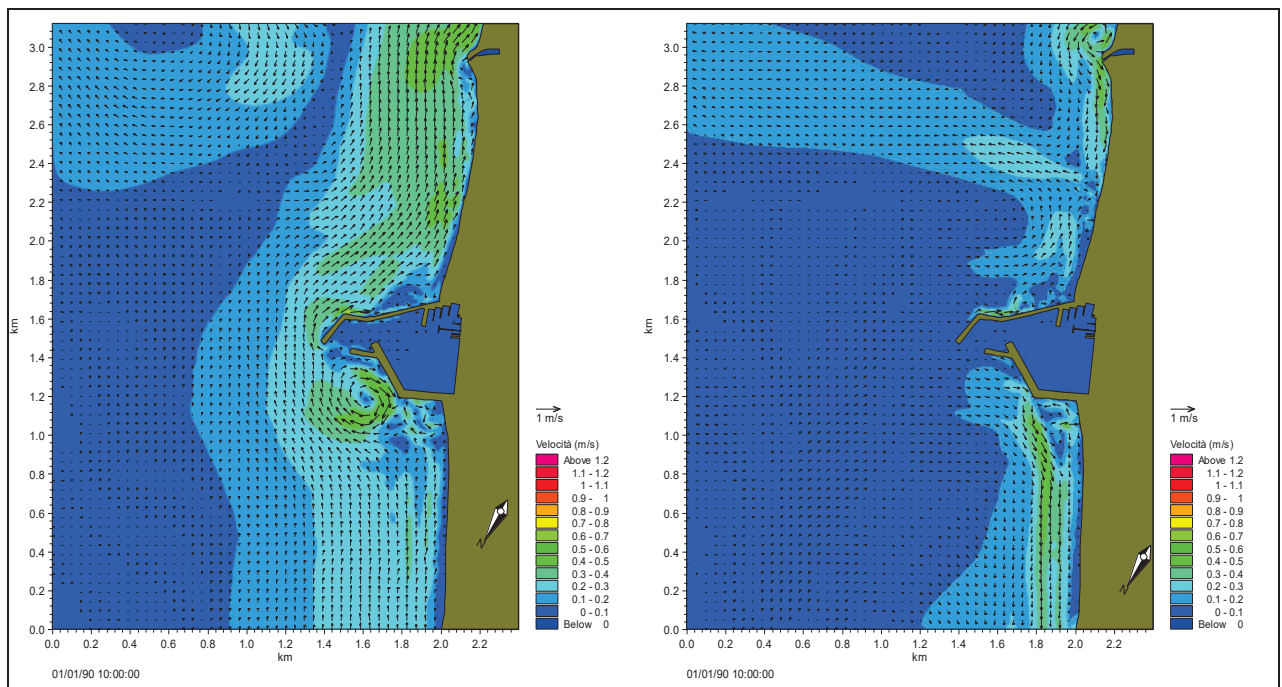 3.0
2.8
2.6
2.4
2.2
2.0
1.8
1.6
1.4
1.2
1.0
0.8
0.6
0.4
0.2
0.0
km
0.0 0.2 0.4 0.6 0.8 1.0 1.2 1.4 1.6 1.8 2.0 2.2
km
01/01/90 10:00:00
1 m/s
Velocità (m/s)
Above 1.2
1.1 - 1.2
1 - 1.1
0.9 - 1
0.8 - 0.9
0.7 - 0.8
0.6 - 0.7
0.5 - 0.6
0.4 - 0.5
0.3 - 0.4
0.2 - 0.3
0.1 - 0.2
0 - 0.1
Below 0
N
3.0
2.8
2.6
2.4
2.2
2.0
1.8
1.6
1.4
1.2
1.0
0.8
0.6
0.4
0.2
0.0
km
0.0 0.2 0.4 0.6 0.8 1.0 1.2 1.4 1.6 1.8 2.0 2.2
km
01/01/90 10:00:00
1 m/s
Velocità (m/s)
Above 1.2
1.1 - 1.2
1 - 1.1
0.9 - 1
0.8 - 0.9
0.7 - 0.8
0.6 - 0.7
0.5 - 0.6
0.4 - 0.5
0.3 - 0.4
0.2 - 0.3
0.1 - 0.2
0 - 0.1
Below 0
N